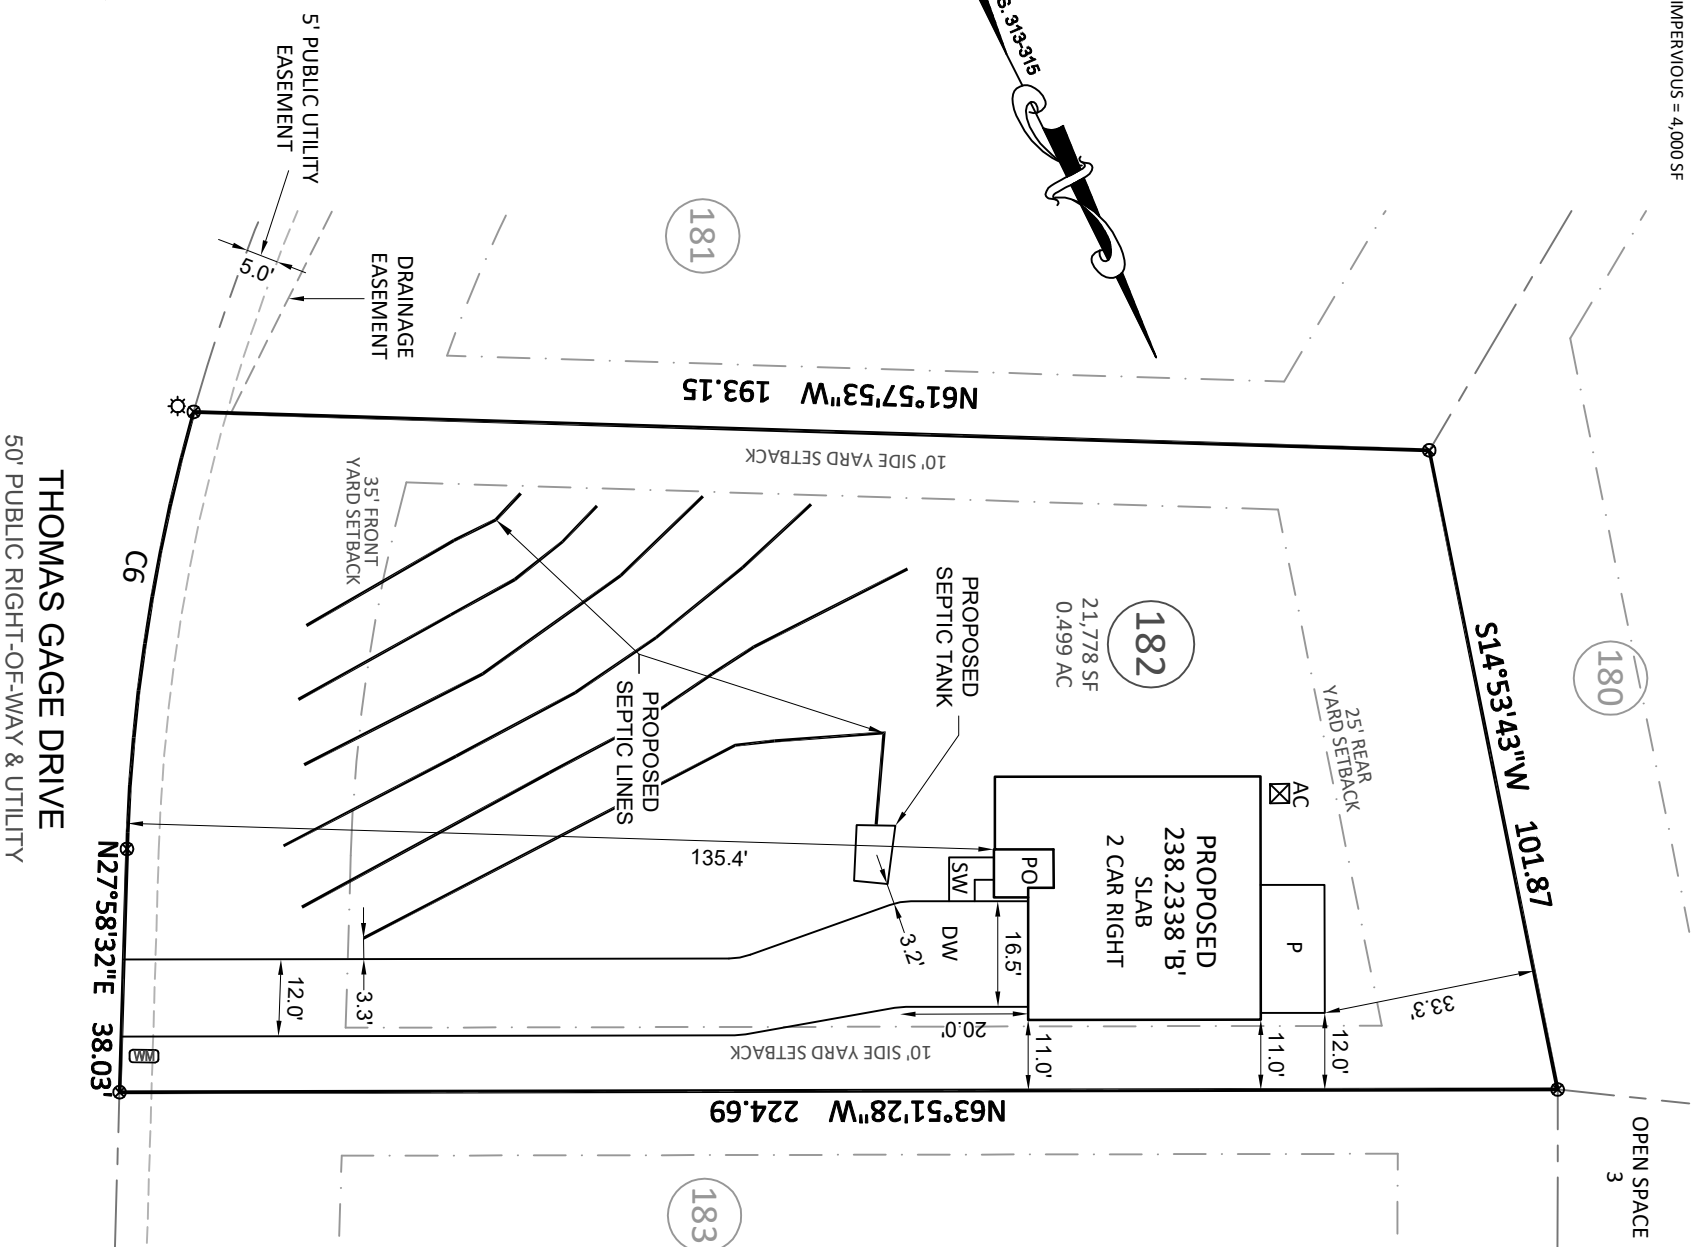 IMPERVIOUS = 4,000 SF
S. 313-315
5' PUBLIC UTILITY
EASEMENT
5.0'
DRAINAGE
EASEMENT
181
N61°57'53"W 193.15
10' SIDE YARD SETBACK
35' FRONT
YARD SETBACK
180
S14°53'43"W 101.87
25' REAR
YARD SETBACK
182
21,778 SF
0.499 AC
PROPOSED
SEPTIC TANK
PROPOSED
SEPTIC LINES
AC
PROPOSED
238.2338 'B'
SLAB
2 CAR RIGHT
P
PO
SW
DW
135.4'
16.5'
3.2'
3.3'
12.0'
20.0'
11.0'
11.0'
12.0'
33.3'
10' SIDE YARD SETBACK
WM
N63°51'28"W 224.69
C6
N27°58'32"E 38.03'
THOMAS GAGE DRIVE
50' PUBLIC RIGHT-OF-WAY & UTILITY
OPEN SPACE
3
183